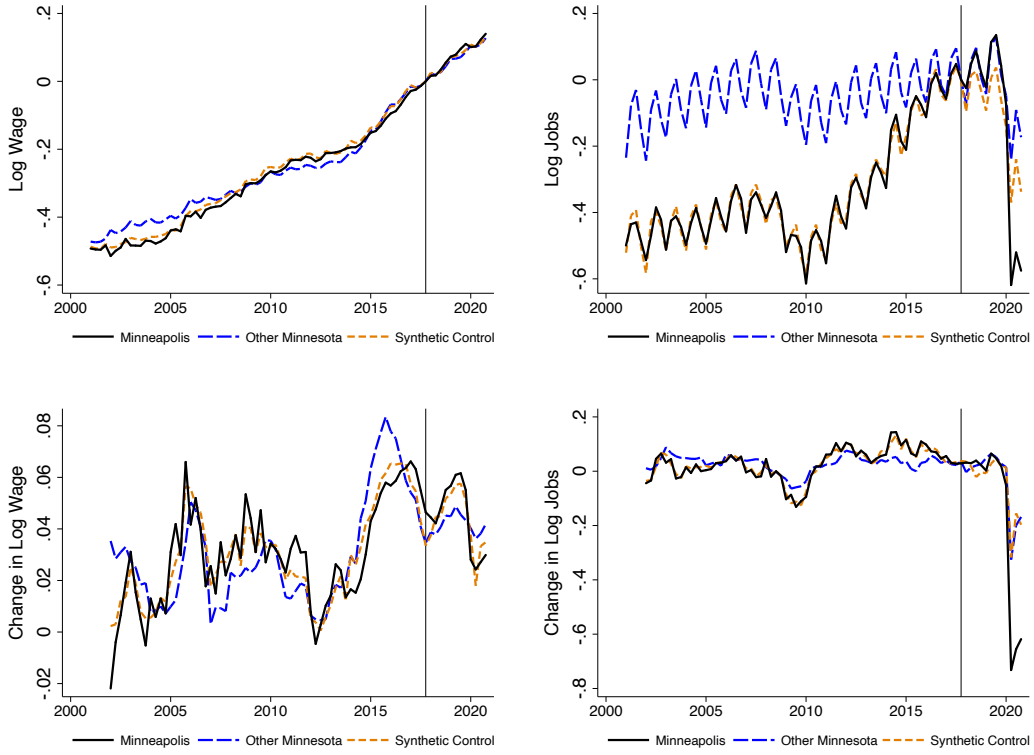 Log Wage
.2
0
-.2
-.4
-.6
2000 2005 2010 2015 2020
Minneapolis Other Minnesota Synthetic Control
Log Jobs
.2
0
-.2
-.4
-.6
2000 2005 2010 2015 2020
Minneapolis Other Minnesota Synthetic Control
Change in Log Wage
.08
.06
.04
.02
0
-.02
2000 2005 2010 2015 2020
Minneapolis Other Minnesota Synthetic Control
Change in Log Jobs
.2
0
-.2
-.4
-.6
-.8
2000 2005 2010 2015 2020
Minneapolis Other Minnesota Synthetic Control